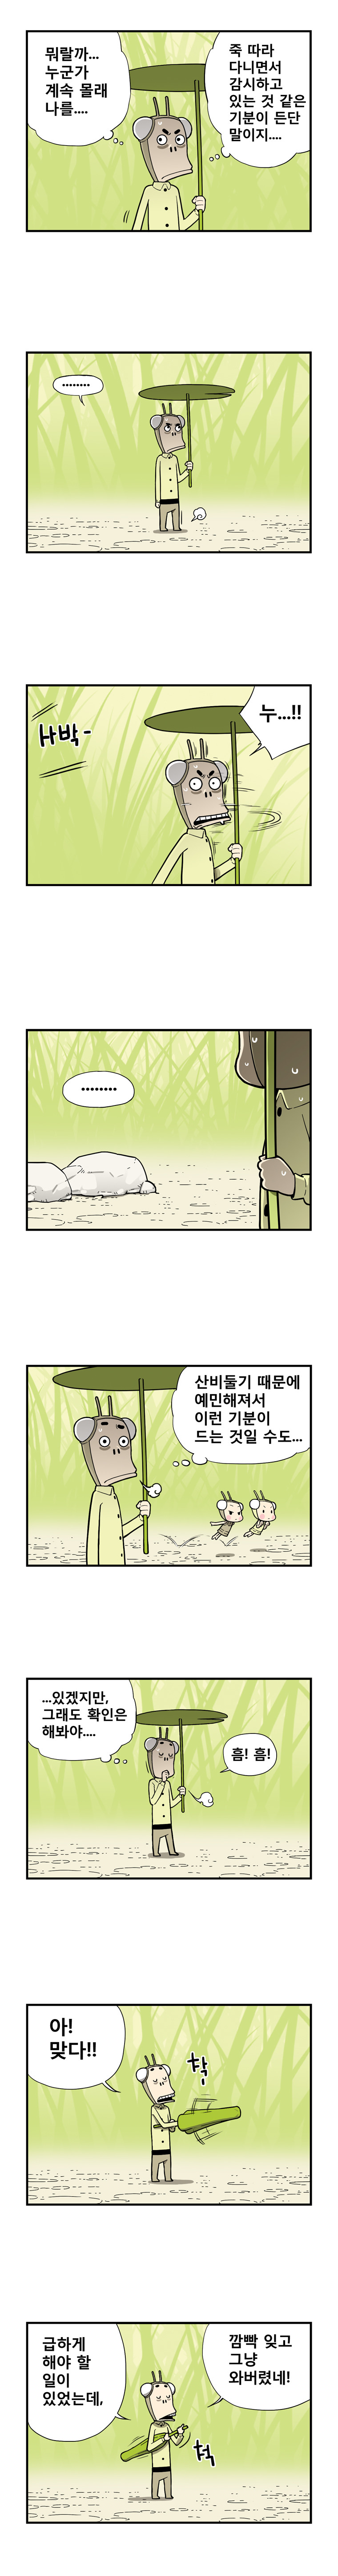 뭐랄까...
누군가
계속 몰래
나를....
죽 따라
다니면서
감시하고
있는 것 같은
기분이 든단
말이지....
........
누...!!
사박-
........
산비둘기 때문에
예민해져서
이런 기분이
드는 것일 수도...
...있겠지만,
그래도 확인은
해봐야....
흠! 흠!
아!
맞다!!
착,
급하게
해야 할
일이
있었는데,
깜빡 잊고
그냥
와버렸네!
척